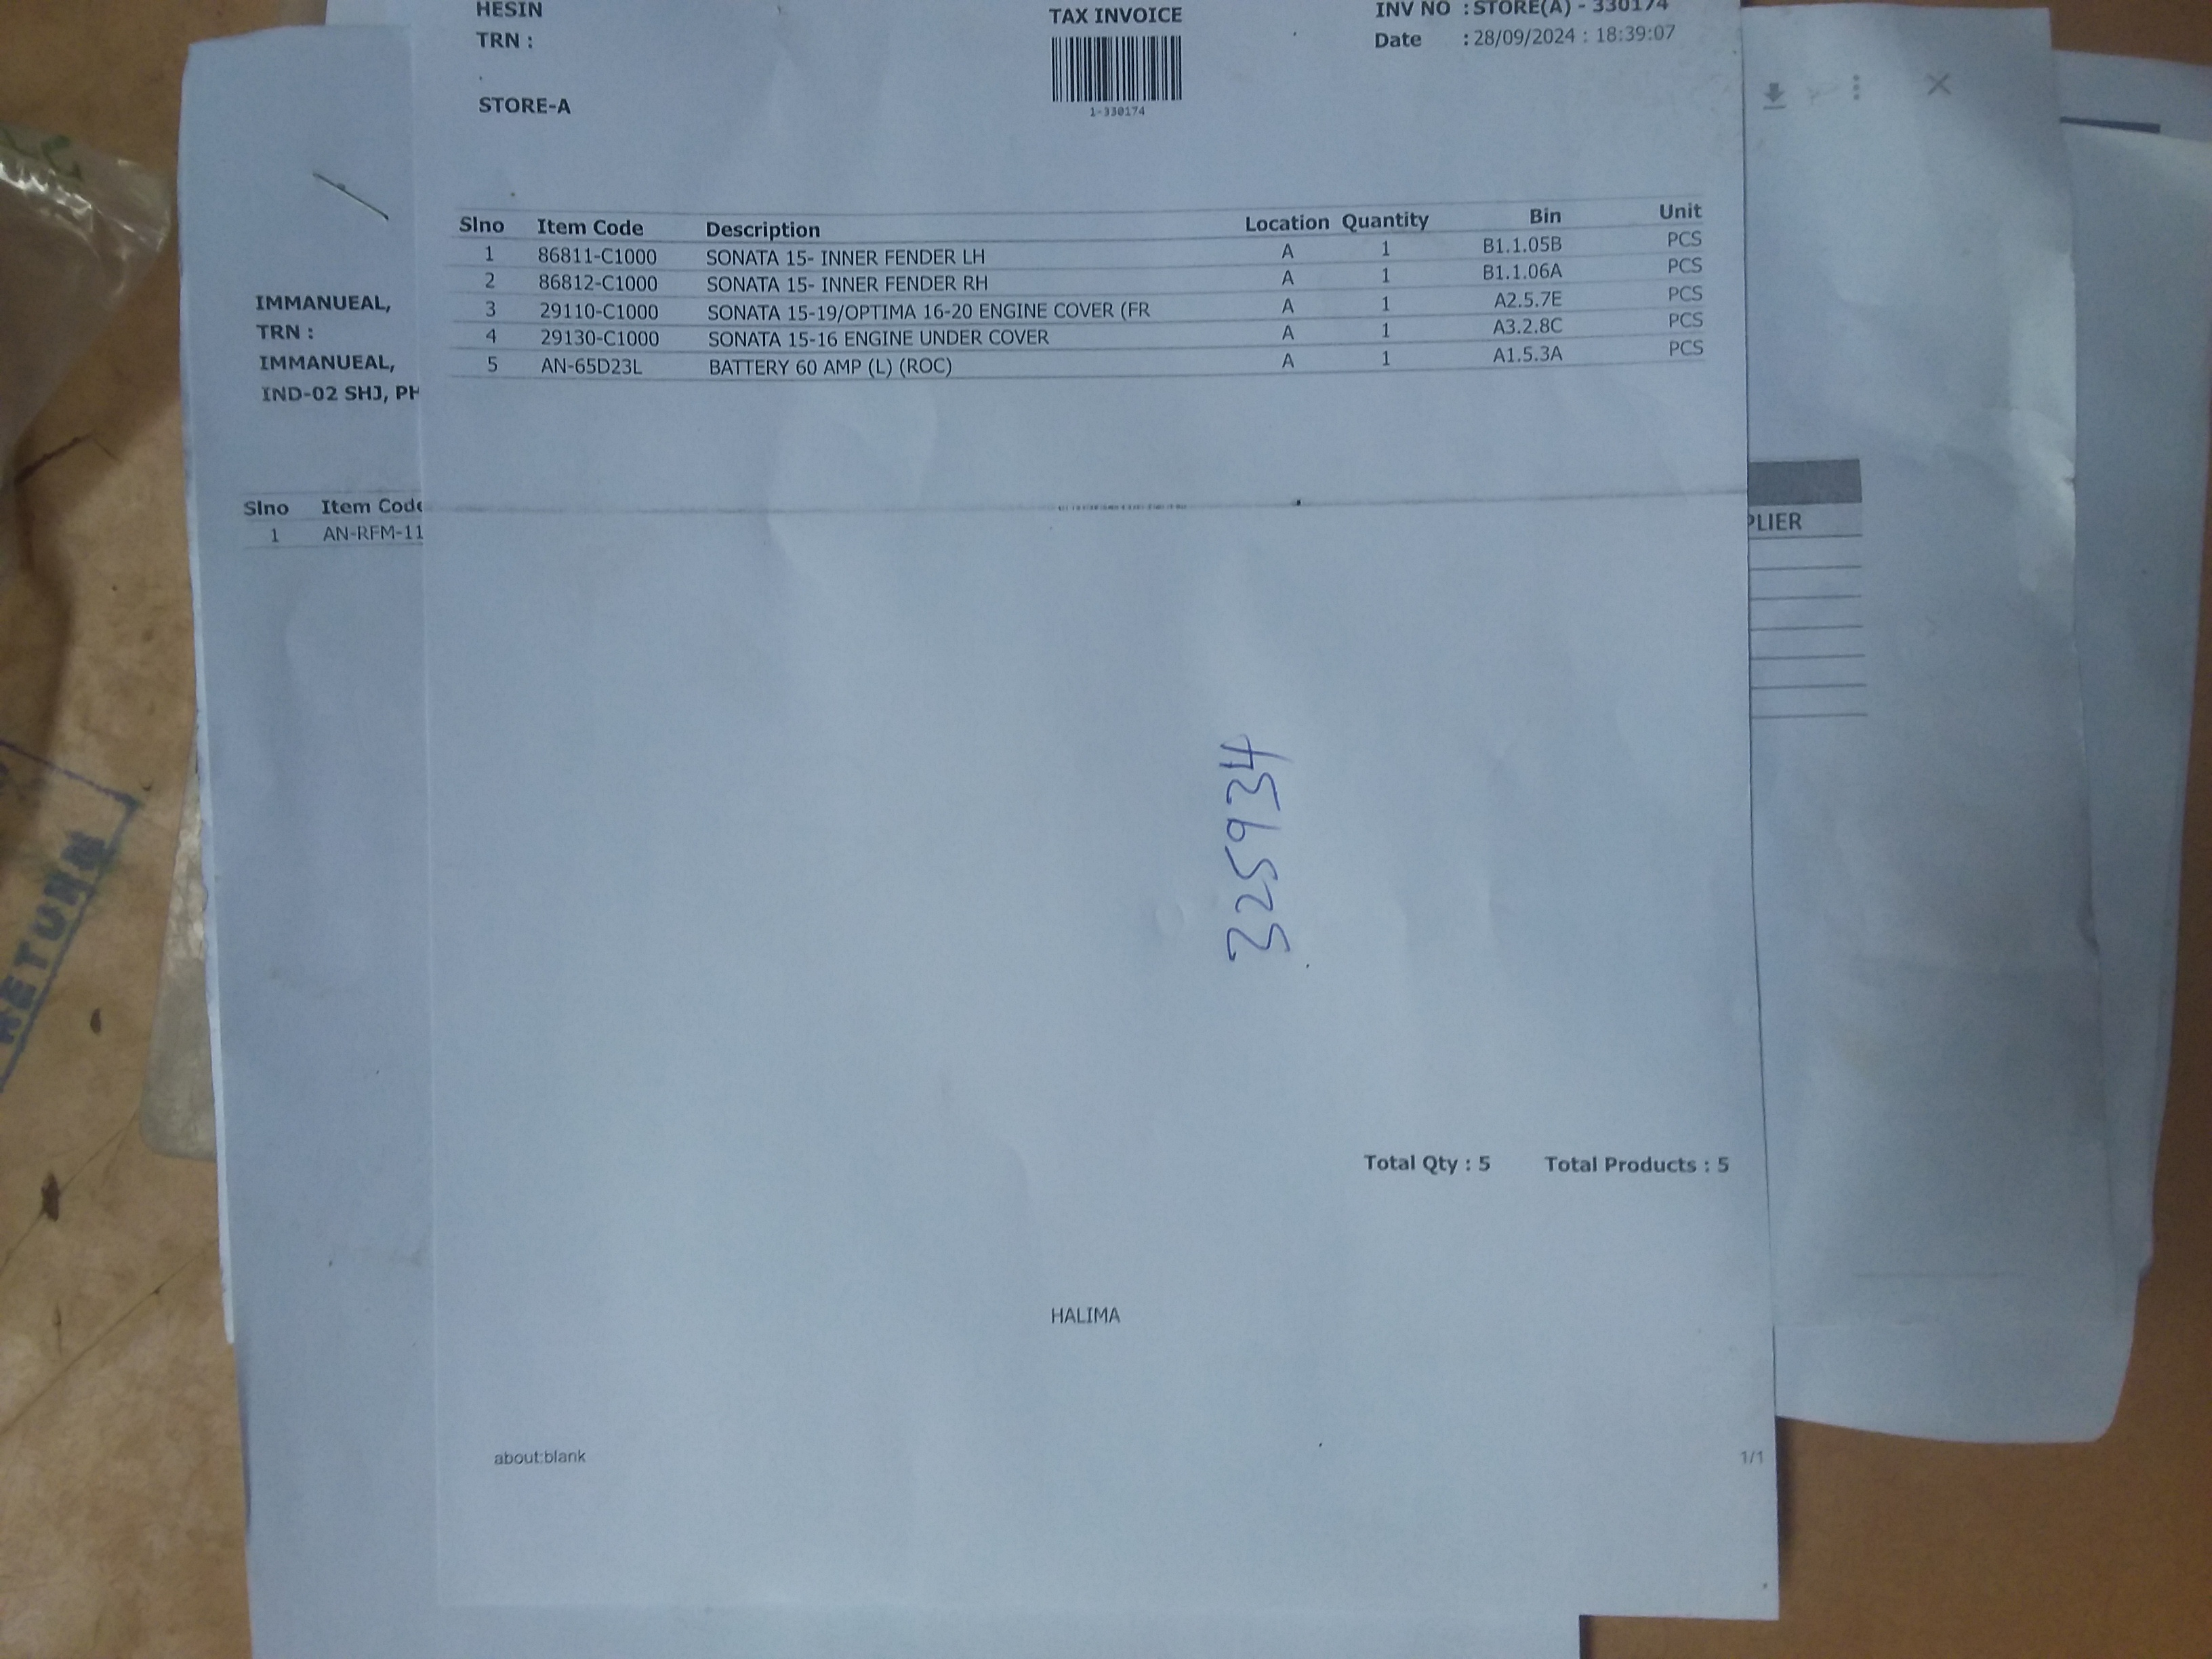 HESIN
TAX INVOICE
INV NO : STORE(A) - 330174
TRN :
Date : 28/09/2024 : 18:39:07
1-330174
STORE-A
Slno Item Code Description Location Quantity Bin Unit
1 86811-C1000 SONATA 15- INNER FENDER LH A 1 B1.1.05B PCS
2 86812-C1000 SONATA 15- INNER FENDER RH A 1 B1.1.06A PCS
3 29110-C1000 SONATA 15-19/OPTIMA 16-20 ENGINE COVER (FR A 1 A2.5.7E PCS
4 29130-C1000 SONATA 15-16 ENGINE UNDER COVER A 1 A3.2.8C PCS
5 AN-65D23L BATTERY 60 AMP (L) (ROC) A 1 A1.5.3A PCS
325934
Total Qty : 5 Total Products : 5
HALIMA
about:blank 1/1
IMMANUEAL,
TRN :
IMMANUEAL,
IND-02 SHJ, PH
Slno Item Code
1 AN-RFM-11
PLIER
RETURN